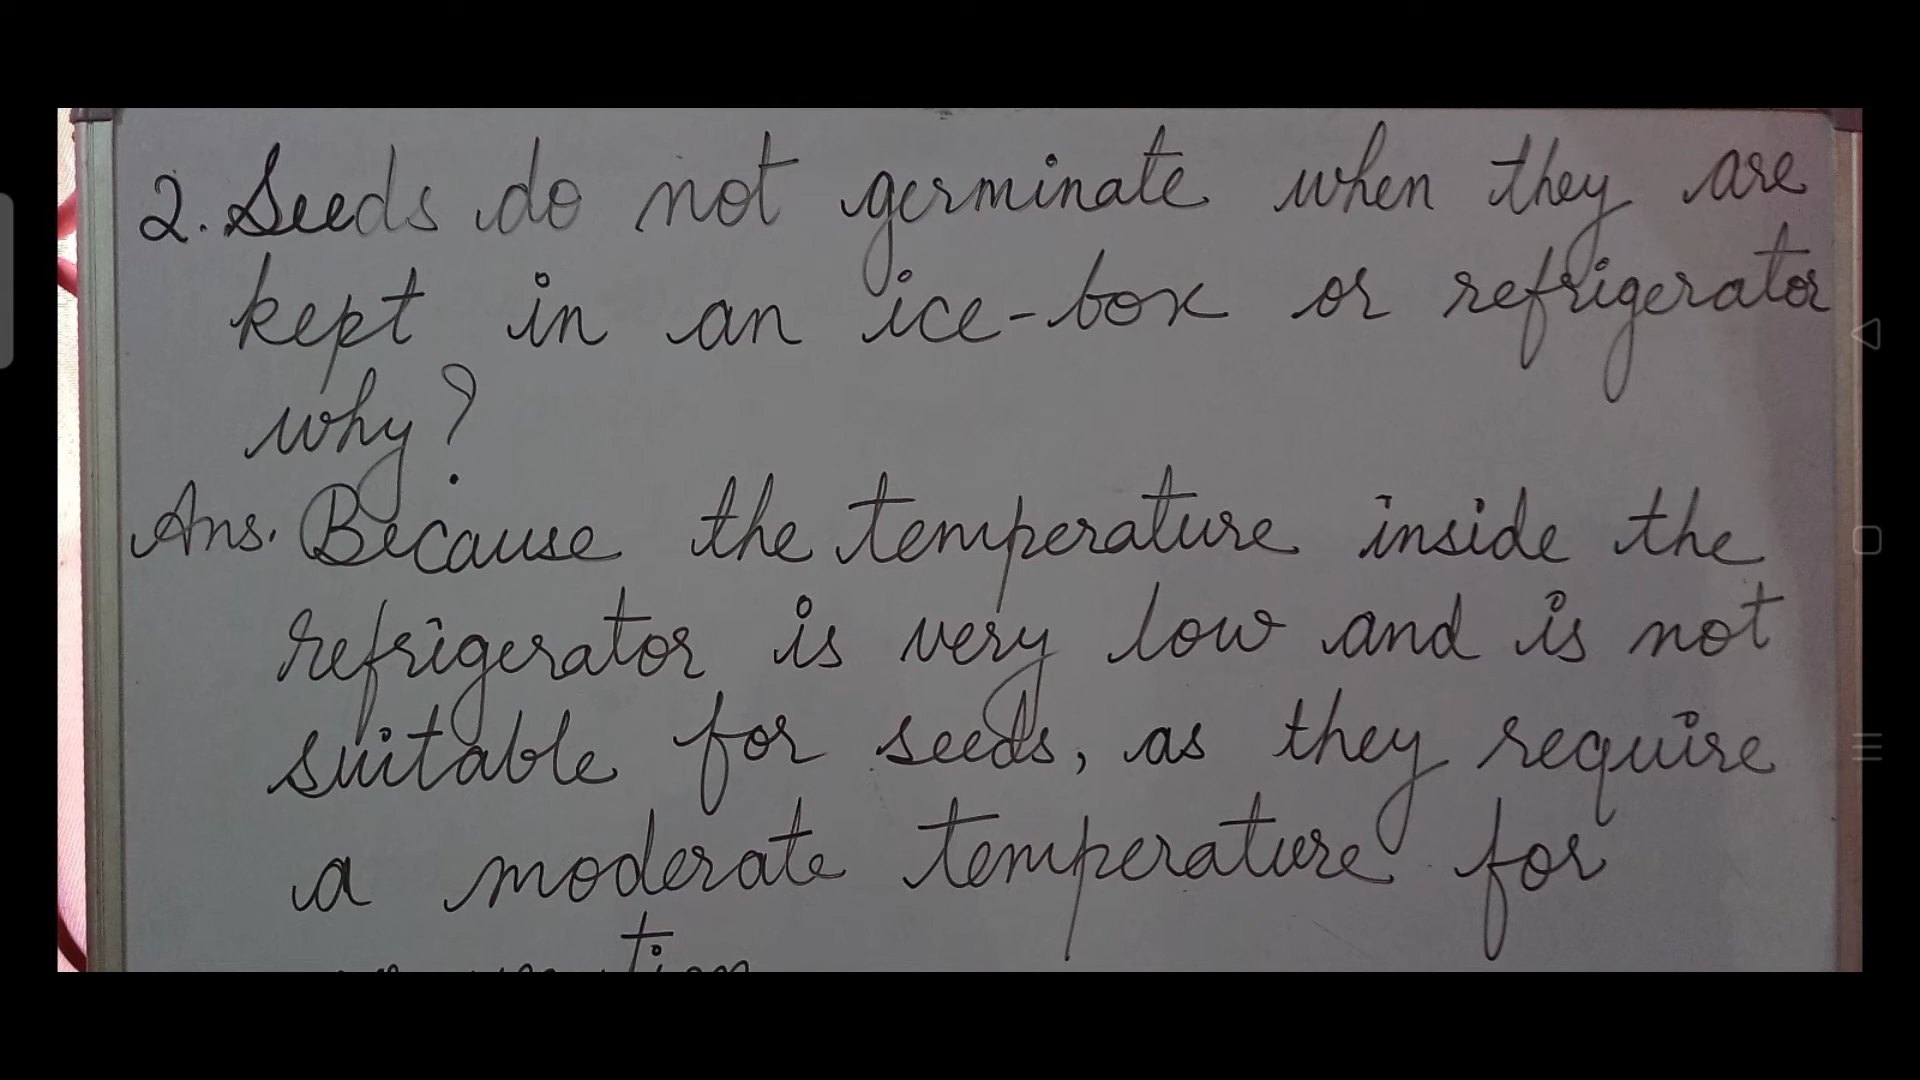 2. Seeds do not germinate when they are
kept in an ice-box or refrigerator
why?
Ans. Because the temperature inside the
refrigerator is very low and is not
suitable for seeds, as they require
a moderate temperature for